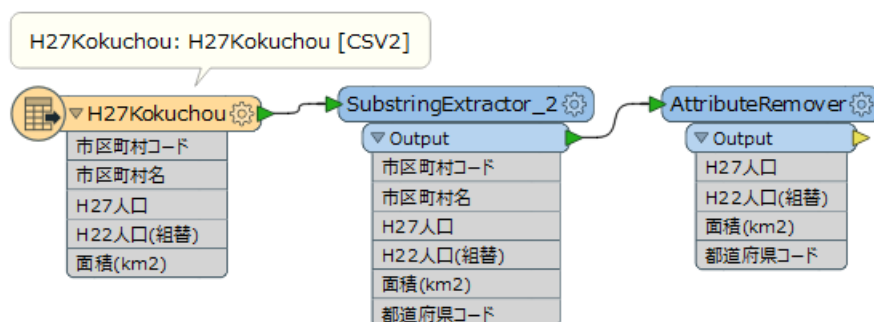 H27Kokuchou: H27Kokuchou [CSV2]
H27Kokuchou
市区町村コード
市区町村名
H27人口
H22人口(組替)
面積(km2)
SubstringExtractor_2
Output
市区町村コード
市区町村名
H27人口
H22人口(組替)
面積(km2)
都道府県コード
AttributeRemover
Output
H27人口
H22人口(組替)
面積(km2)
都道府県コード